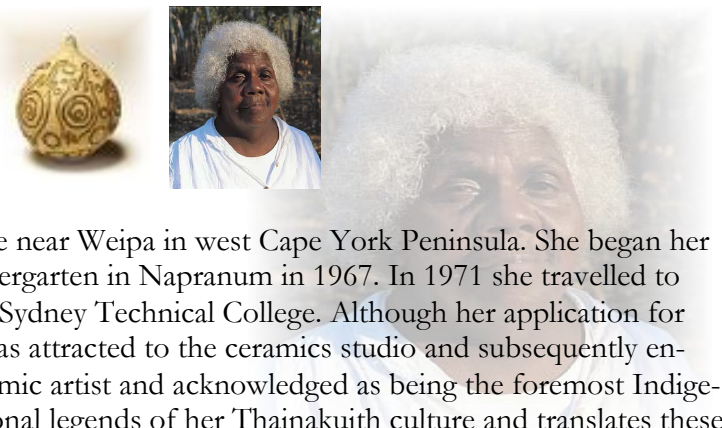 e near Weipa in west Cape York Peninsula. She began her
ergarten in Napranum in 1967. In 1971 she travelled to
Sydney Technical College. Although her application for
as attracted to the ceramics studio and subsequently en-
mic artist and acknowledged as being the foremost Indige-
onal legends of her Thainakuith culture and translates these